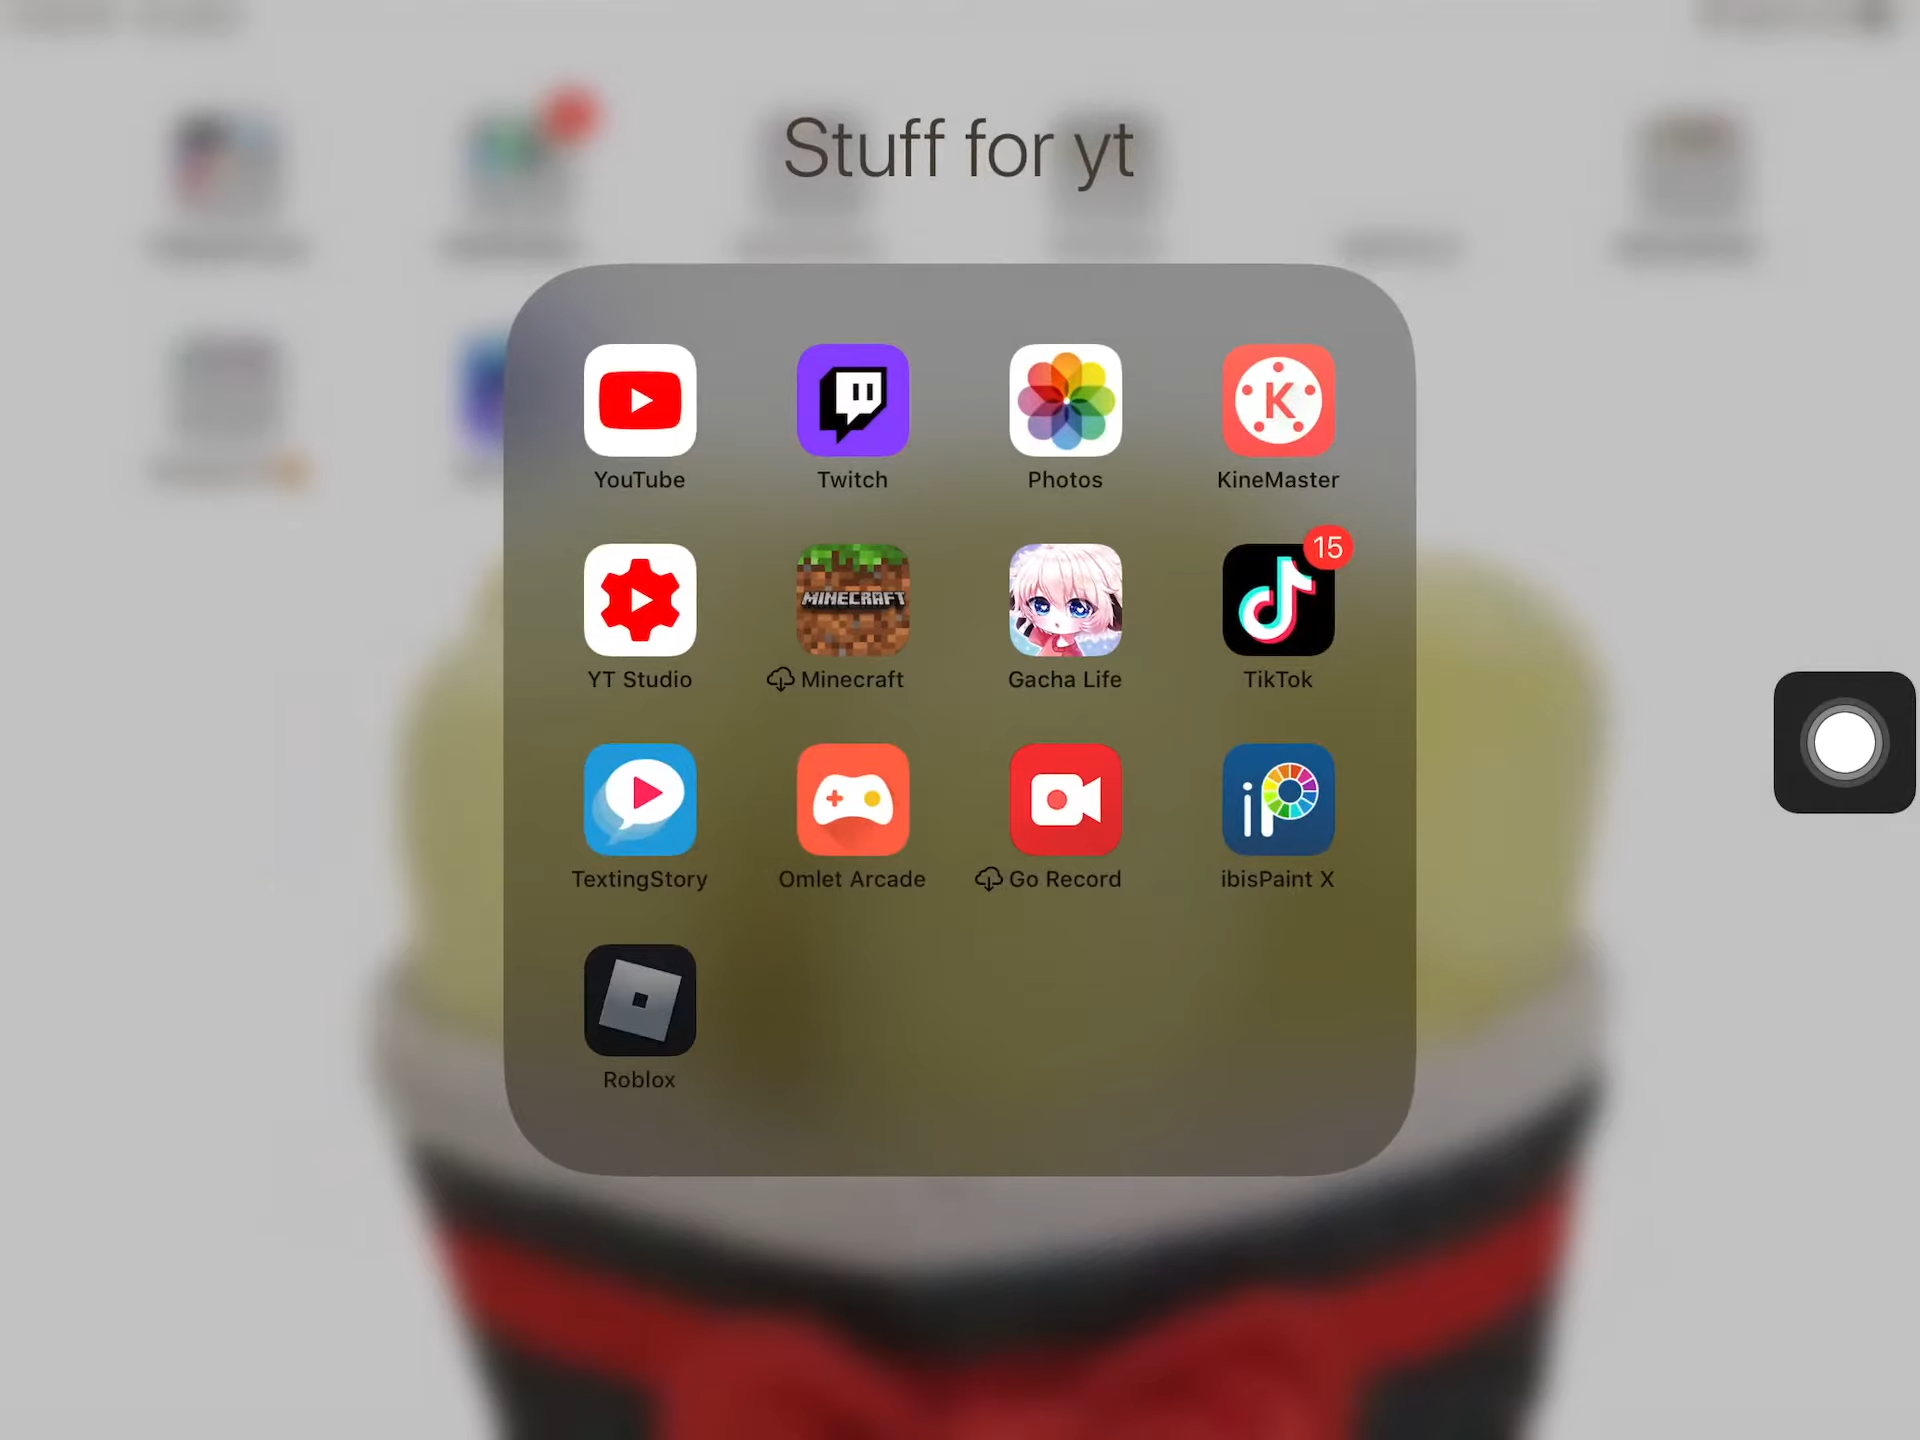 Stuff for yt
YouTube
Twitch
Photos
KineMaster
15
MINECRAFT
YT Studio
Minecraft
Gacha Life
TikTok
iP
TextingStory
Omlet Arcade
Go Record
ibisPaint X
Roblox